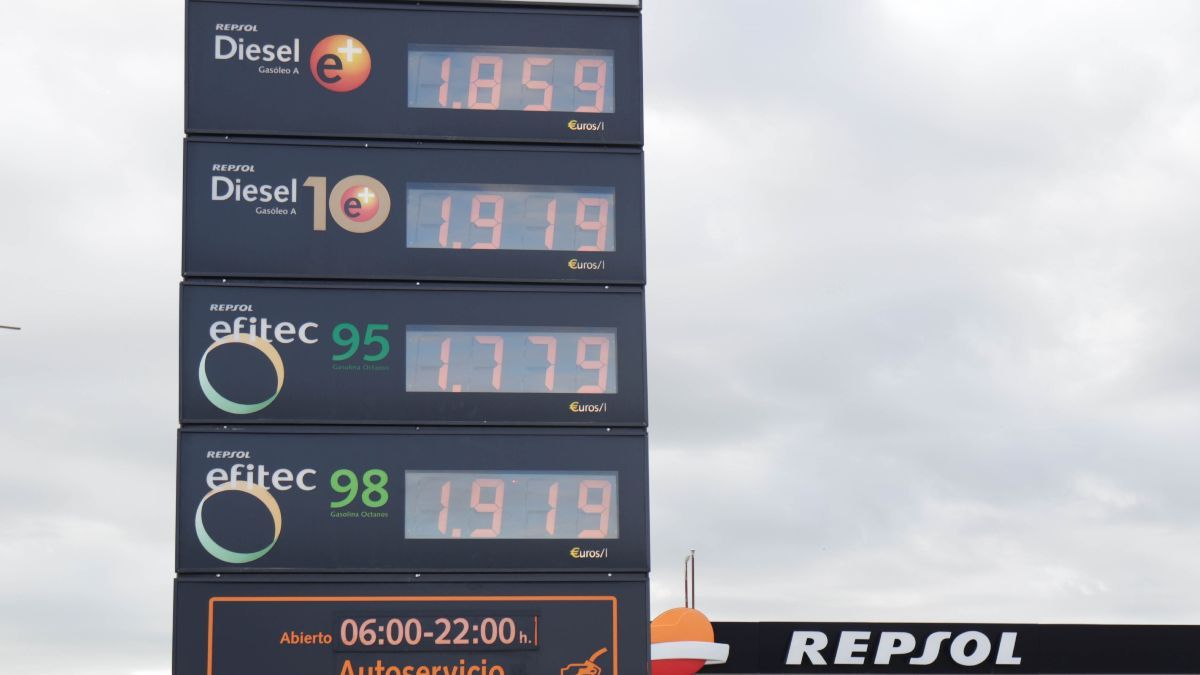 REPSOL
Diesel e+
Gasóleo A
1.859
€uros/l
REPSOL
Diesel 10 e+
Gasóleo A
1.919
€uros/l
REPSOL
efitec 95
Gasolina Octanos
1.779
€uros/l
REPSOL
efitec 98
Gasolina Octanos
1.919
€uros/l
Abierto 06:00-22:00 h.
Autoservicio
REPSOL